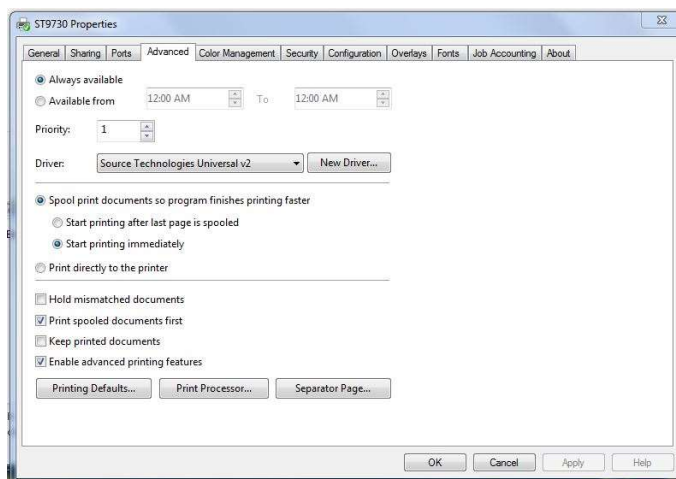 ST9730 Properties
General Sharing Ports Advanced Color Management Security Configuration Overlays Fonts Job Accounting About
Always available
Available from 12:00 AM To 12:00 AM
Priority: 1
Driver: Source Technologies Universal v2 New Driver...
Spool print documents so program finishes printing faster
Start printing after last page is spooled
Start printing immediately
Print directly to the printer
Hold mismatched documents
Print spooled documents first
Keep printed documents
Enable advanced printing features
Printing Defaults... Print Processor... Separator Page...
OK Cancel Apply Help